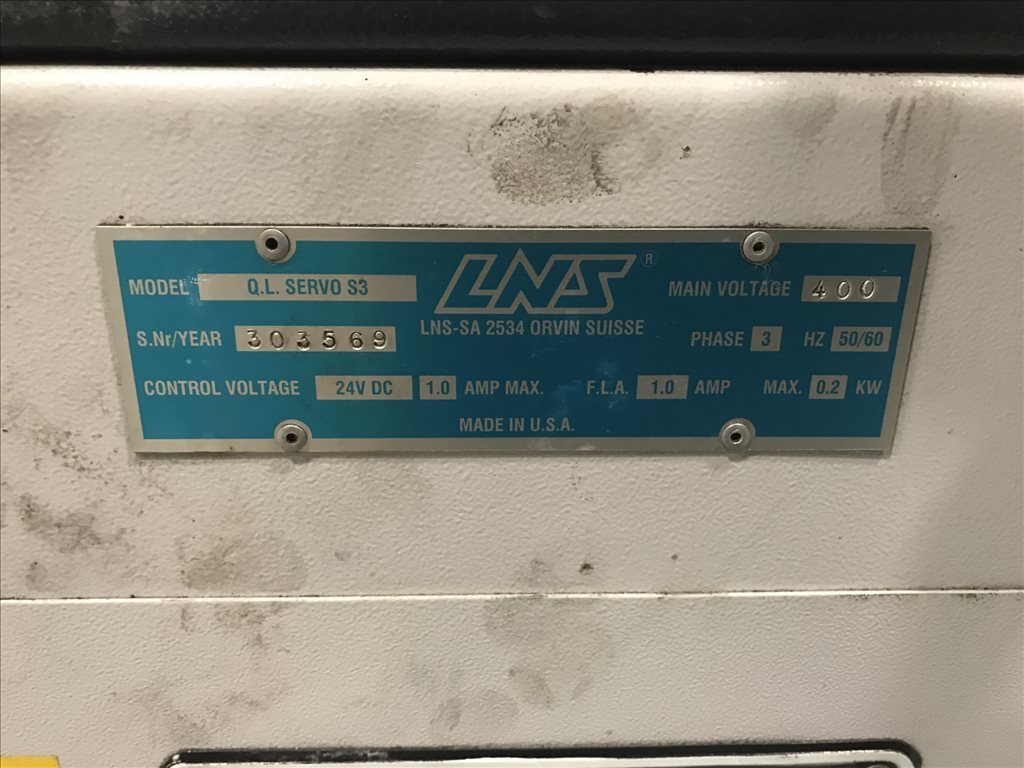 LNS ®
MODEL Q.L. SERVO S3
MAIN VOLTAGE 400
LNS-SA 2534 ORVIN SUISSE
S.Nr/YEAR 303569
PHASE 3 HZ 50/60
CONTROL VOLTAGE 24V DC 1.0 AMP MAX. F.L.A. 1.0 AMP MAX. 0.2 KW
MADE IN U.S.A.